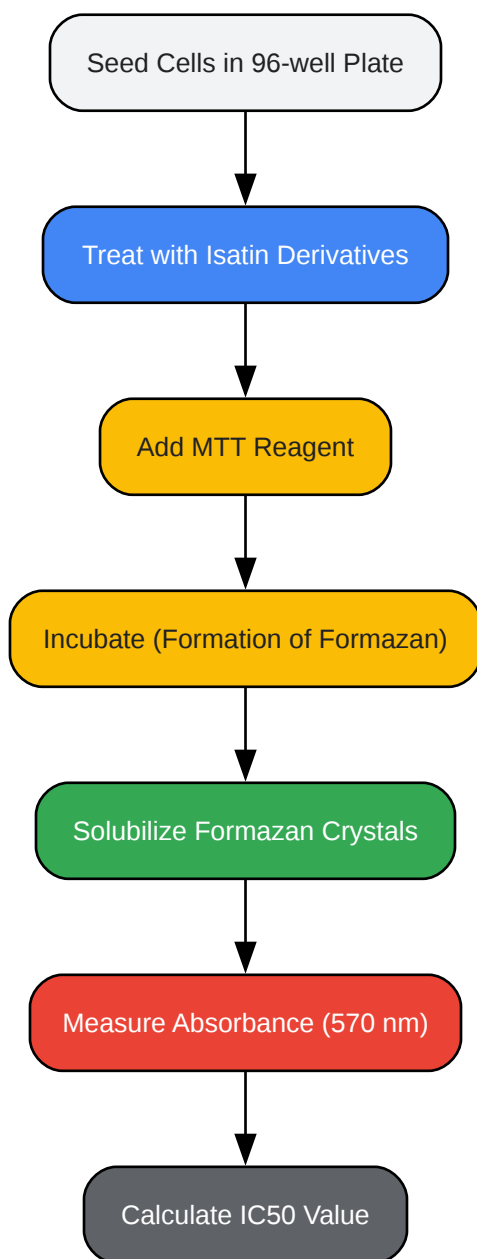 Seed Cells in 96-well Plate
Treat with Isatin Derivatives
Add MTT Reagent
Incubate (Formation of Formazan)
Solubilize Formazan Crystals
Measure Absorbance (570 nm)
Calculate IC50 Value